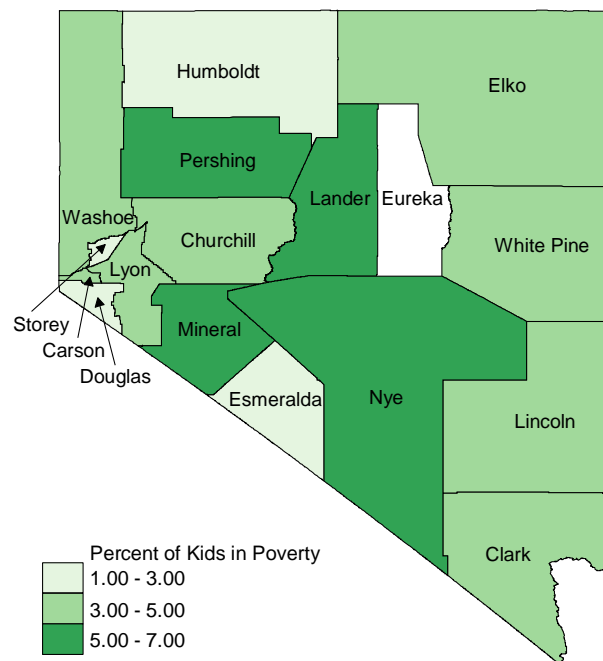 Humboldt
Elko
Pershing
Lander
Eureka
Washoe
Churchill
White Pine
Lyon
Storey
Mineral
Carson
Douglas
Esmeralda
Nye
Lincoln
Clark
Percent of Kids in Poverty
1.00 - 3.00
3.00 - 5.00
5.00 - 7.00